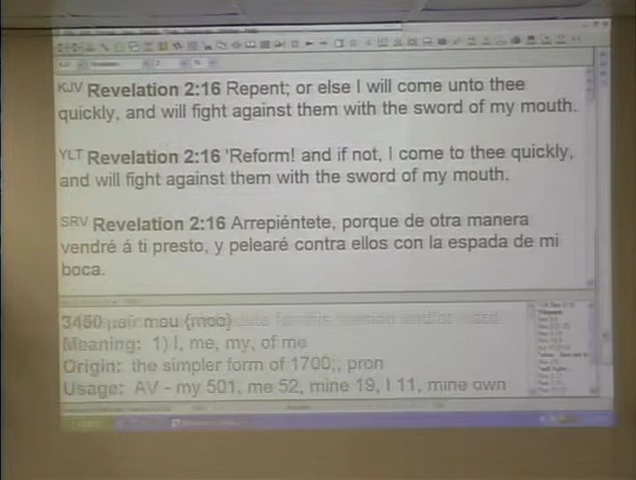 KJV Revelation 2:16 Repent; or else I will come unto thee
quickly, and will fight against them with the sword of my mouth.
YLT Revelation 2:16 'Reform! and if not, I come to thee quickly,
and will fight against them with the sword of my mouth.
SRV Revelation 2:16 Arrepiéntete, porque de otra manera
vendré á ti presto, y pelearé contra ellos con la espada de mi
boca.
3450 mou {moo}
Meaning: 1) I, me, my, of me
Origin: the simpler form of 1700;, pron
Usage: AV - my 501, me 52, mine 19, I 11, mine own